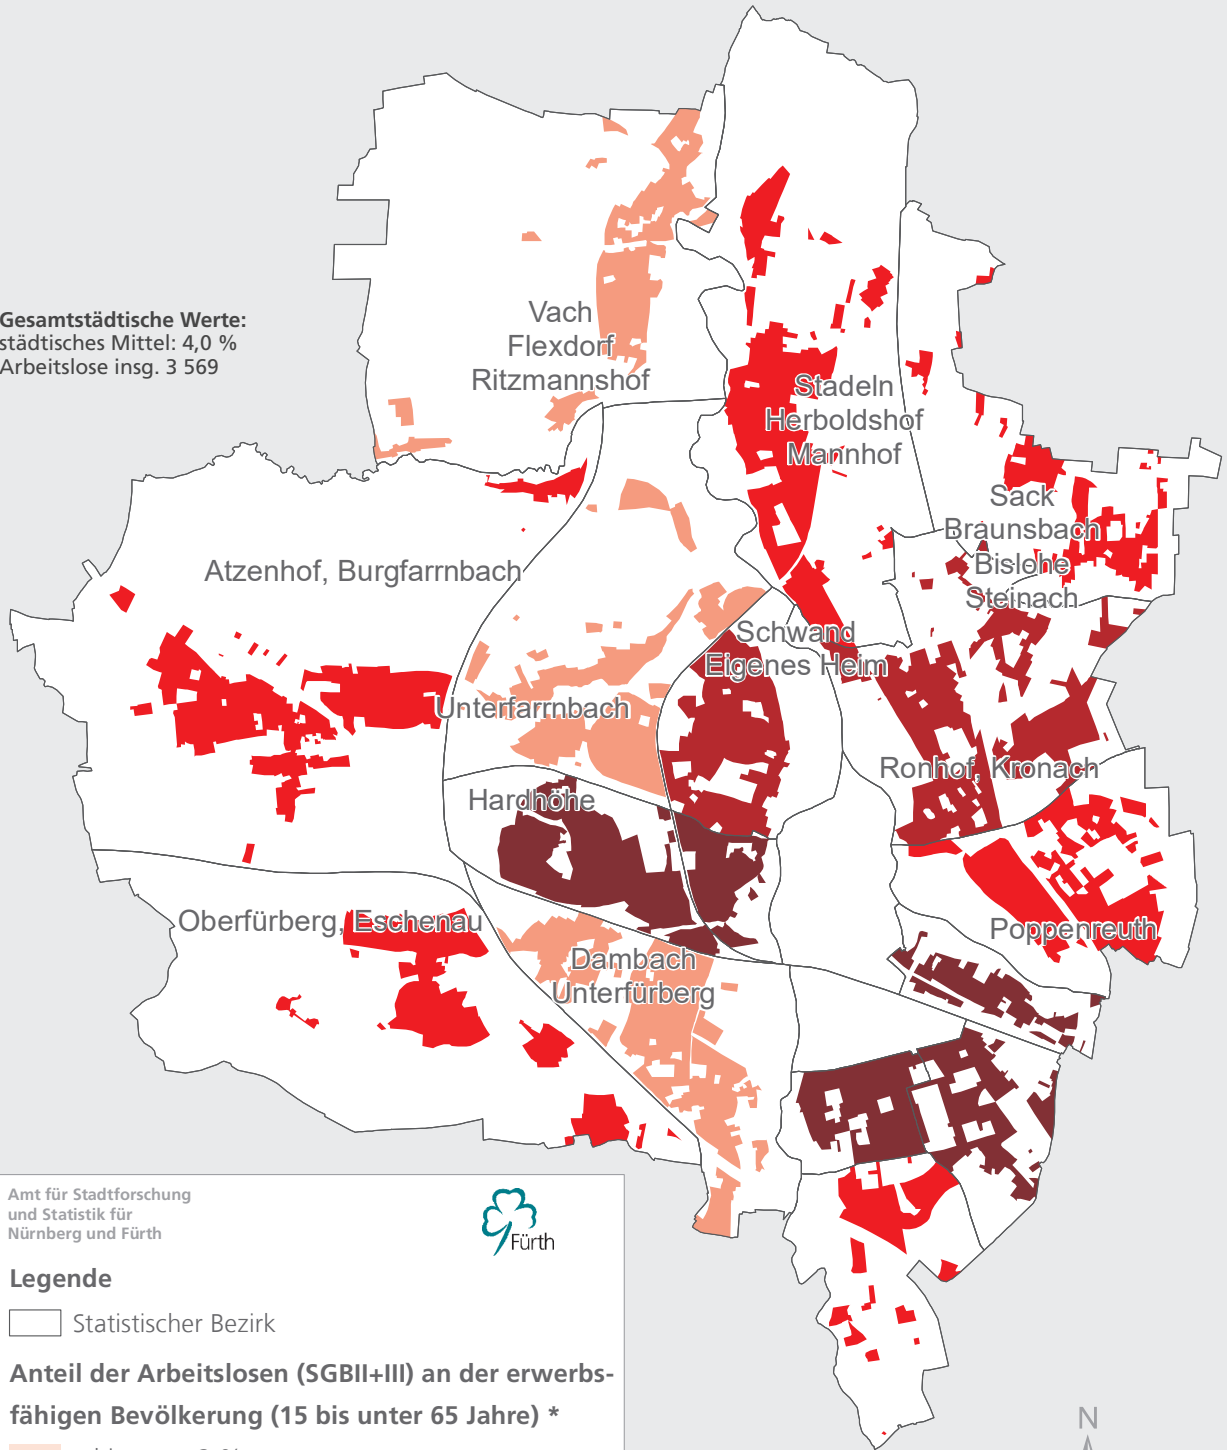 Gesamtstädtische Werte:
städtisches Mittel: 4,0 %
Arbeitslose insg. 3 569
Vach
Flexdorf
Ritzmannshof
Stadeln
Herboldshof
Mannhof
Sack
Braunsbach
Bislohe
Steinach
Atzenhof, Burgfarrnbach
Schwand
Eigenes Heim
Unterfarrnbach
Ronhof, Kronach
Hardhöhe
Oberfürberg, Eschenau
Poppenreuth
Dambach
Unterfürberg
Amt für Stadtforschung
und Statistik für
Nürnberg und Fürth
Fürth
Legende
Statistischer Bezirk
Anteil der Arbeitslosen (SGBII+III) an der erwerbs-
fähigen Bevölkerung (15 bis unter 65 Jahre) *
N